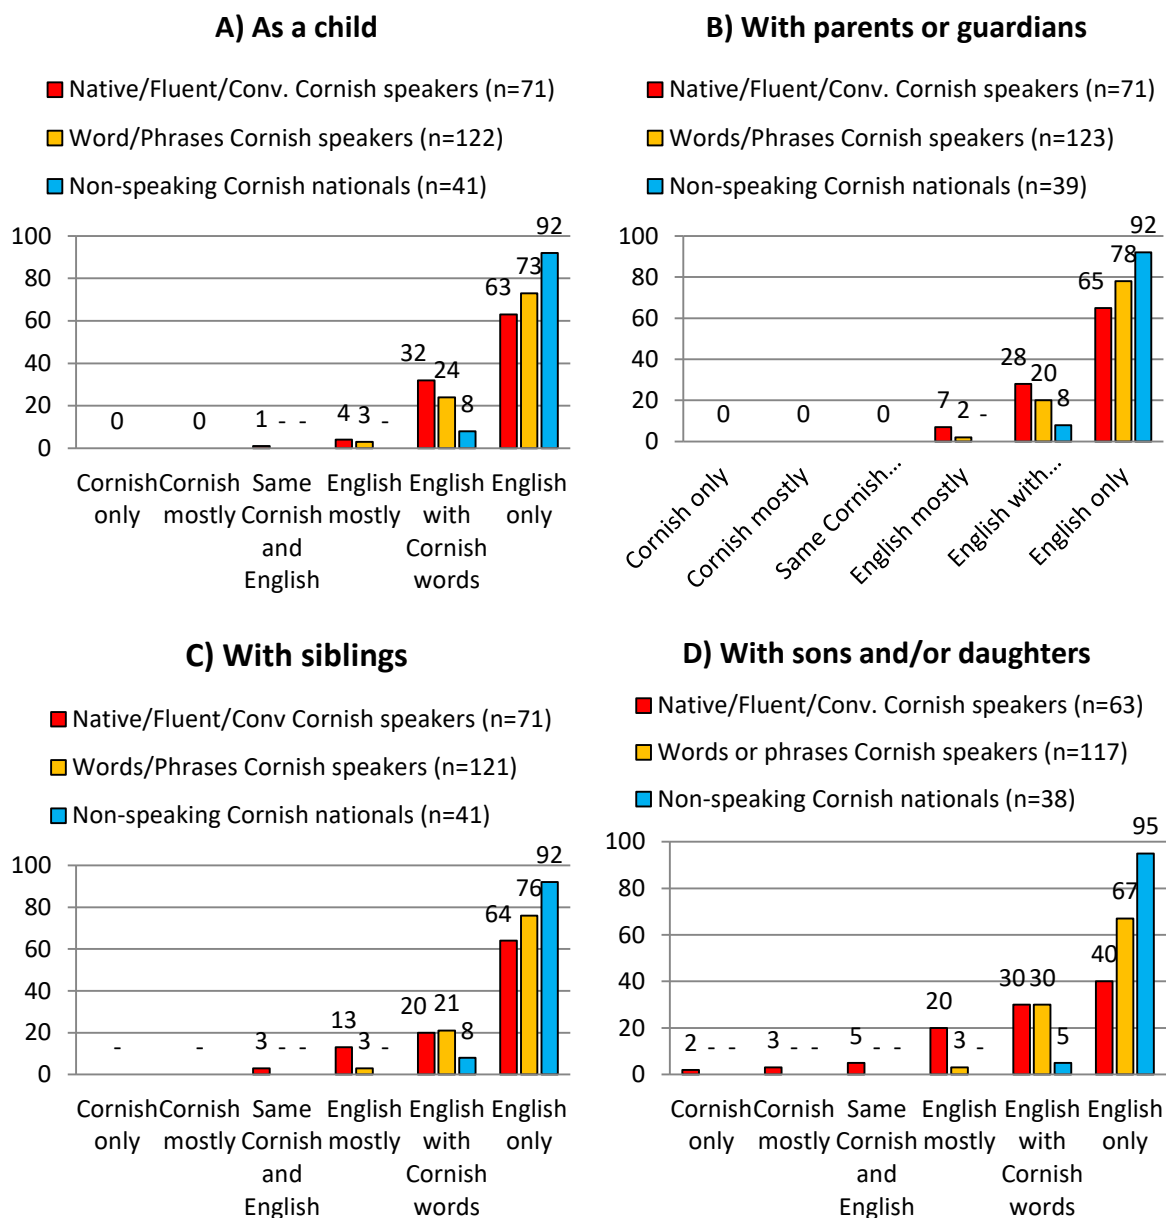 A) As a child
Native/Fluent/Conv. Cornish speakers (n=71)
Word/Phrases Cornish speakers (n=122)
Non-speaking Cornish nationals (n=41)
100
80
60
40
20
0
0
0
1
-
-
4
3
-
32
24
8
63
73
92
Cornish only
Cornish mostly
Same Cornish and English
English mostly
English with Cornish words
English only
B) With parents or guardians
Native/Fluent/Conv. Cornish speakers (n=71)
Words/Phrases Cornish speakers (n=123)
Non-speaking Cornish nationals (n=39)
100
80
60
40
20
0
0
0
0
7
2
-
28
20
8
65
78
92
Cornish only
Cornish mostly
Same Cornish...
English mostly
English with...
English only
C) With siblings
Native/Fluent/Conv Cornish speakers (n=71)
Words/Phrases Cornish speakers (n=121)
Non-speaking Cornish nationals (n=41)
100
80
60
40
20
0
-
-
3
-
-
13
3
-
20
21
8
64
76
92
Cornish only
Cornish mostly
Same Cornish and English
English mostly
English with Cornish words
English only
D) With sons and/or daughters
Native/Fluent/Conv. Cornish speakers (n=63)
Words or phrases Cornish speakers (n=117)
Non-speaking Cornish nationals (n=38)
100
80
60
40
20
0
2
-
-
3
-
-
5
-
-
20
3
-
30
30
5
40
67
95
Cornish only
Cornish mostly
Same Cornish and English
English mostly
English with Cornish words
English only